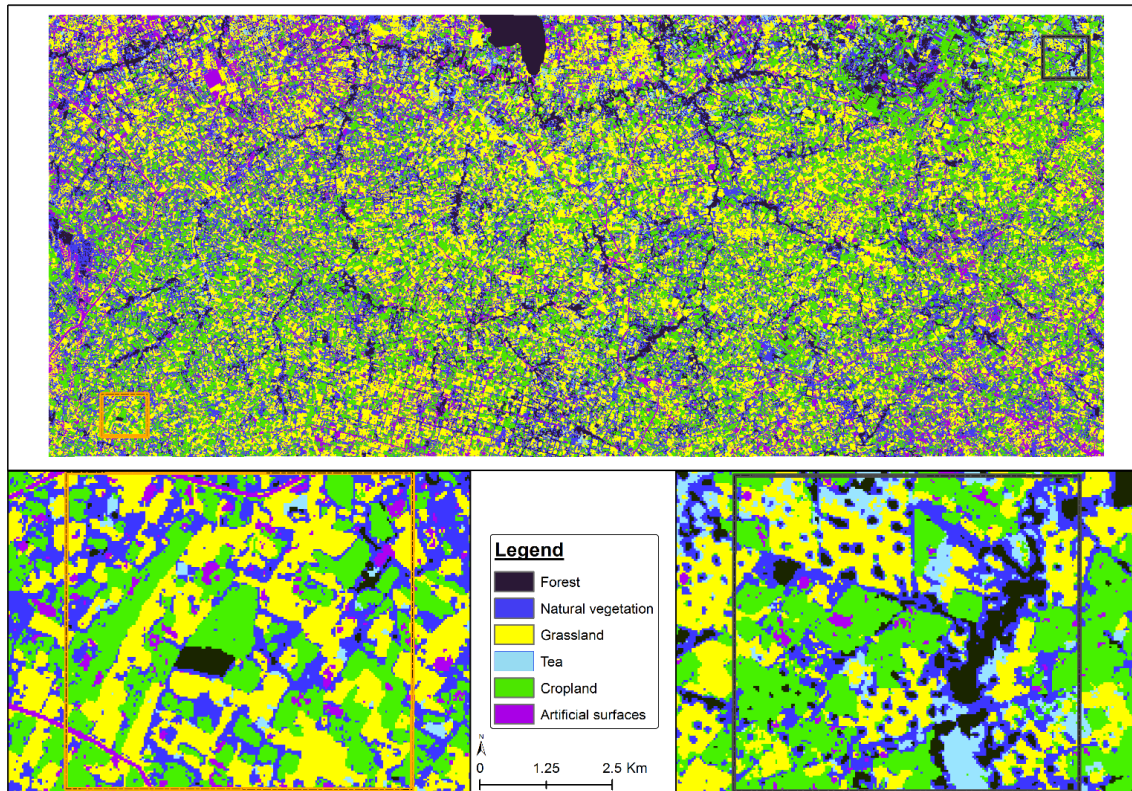 Legend
Forest
Natural vegetation
Grassland
Tea
Cropland
Artificial surfaces
N
0 1.25 2.5 Km